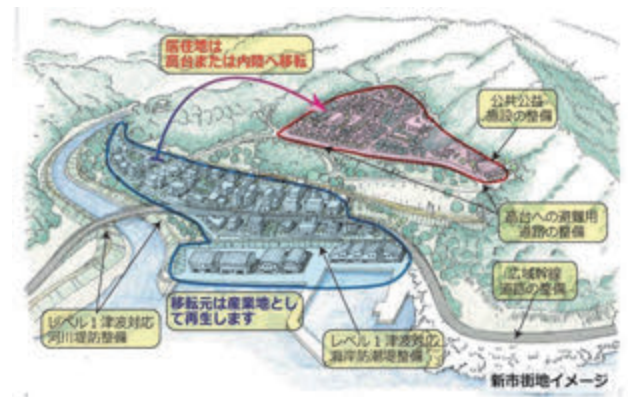 居住地は
高台または内陸へ移転
公共公益
施設の整備
高台への避難用
道路の整備
広域幹線
道路の整備
レベル1津波対応
河川堤防整備
移転元は産業地とし
て再生します
レベル1津波対応
海岸防潮堤整備
新市街地イメージ